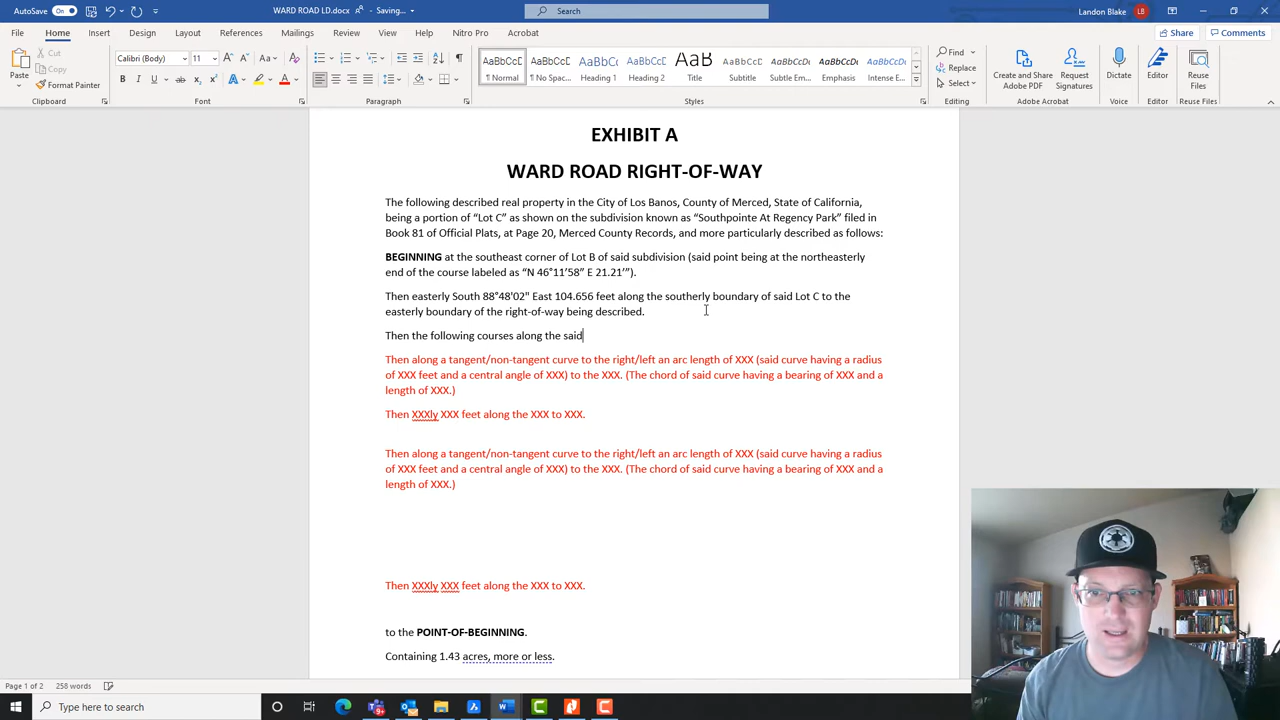 AutoSave On WARD ROAD LD.docx - Saving... Search Landon Blake LB
File Home Insert Draw Design Layout References Mailings Review View Help Nitro Pro Acrobat Share Comments
Cut
Copy
Format Painter
Paste
Calibri (Body) 11
AaBbCcD AaBbCcD AaBbCc AaBbCcC AaB AaBbCcD AaBbCcD AaBbCcD AaBbCcDc
¶ Normal ¶ No Spac... Heading 1 Heading 2 Title Subtitle Subtle Em... Emphasis Intense E...
Find
Replace
Select
Create and Share Adobe PDF Request Signatures Dictate Editor Reuse Files
Clipboard Font Paragraph Styles Editing Adobe Acrobat Voice Editor Reuse Files
EXHIBIT A
WARD ROAD RIGHT-OF-WAY
The following described real property in the City of Los Banos, County of Merced, State of California,
being a portion of “Lot C” as shown on the subdivision known as “Southpointe At Regency Park” filed in
Book 81 of Official Plats, at Page 20, Merced County Records, and more particularly described as follows:
BEGINNING at the southeast corner of Lot B of said subdivision (said point being at the northeasterly
end of the course labeled as “N 46°11’58” E 21.21’”).
Then easterly South 88°48'02" East 104.656 feet along the southerly boundary of said Lot C to the
easterly boundary of the right-of-way being described.
Then the following courses along the said
Then along a tangent/non-tangent curve to the right/left an arc length of XXX (said curve having a radius
of XXX feet and a central angle of XXX) to the XXX. (The chord of said curve having a bearing of XXX and a
length of XXX.)
Then XXXly XXX feet along the XXX to XXX.
Then along a tangent/non-tangent curve to the right/left an arc length of XXX (said curve having a radius
of XXX feet and a central angle of XXX) to the XXX. (The chord of said curve having a bearing of XXX and a
length of XXX.)
Then XXXly XXX feet along the XXX to XXX.
to the POINT-OF-BEGINNING.
Containing 1.43 acres, more or less.
Page 1 of 2 258 words
Type here to search